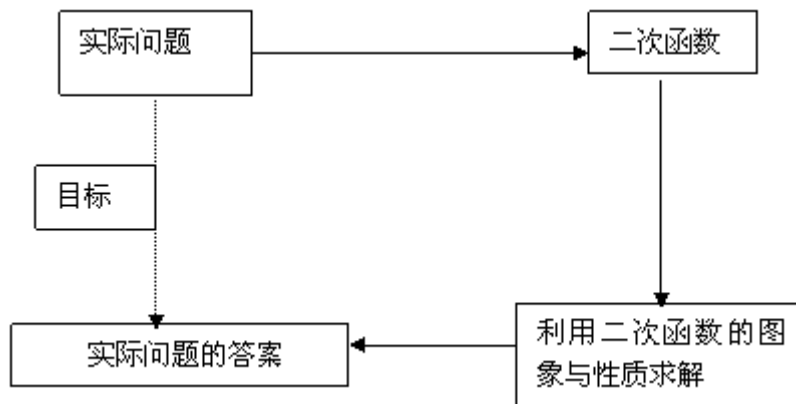 实际问题
二次函数
目标
实际问题的答案
利用二次函数的图
象与性质求解